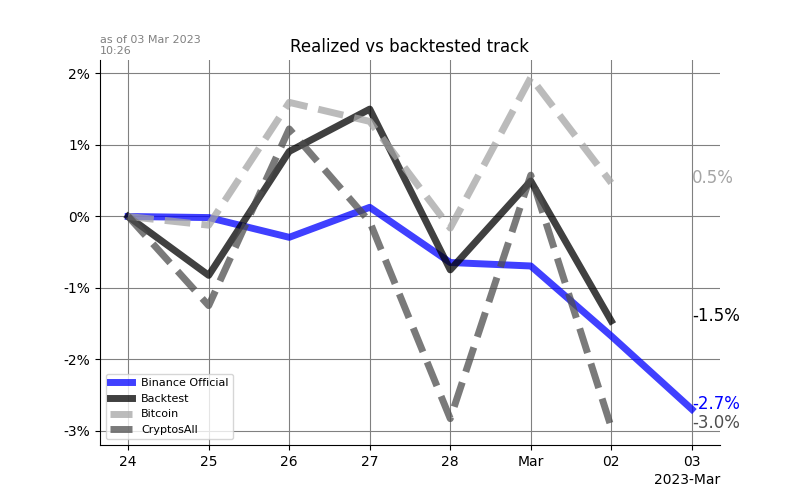 as of 03 Mar 2023
10:26
Realized vs backtested track
2%
1%
0%
-1%
-2%
-3%
0.5%
-1.5%
-2.7%
-3.0%
Binance Official
Backtest
Bitcoin
CryptosAll
24 25 26 27 28 Mar 02 03
2023-Mar